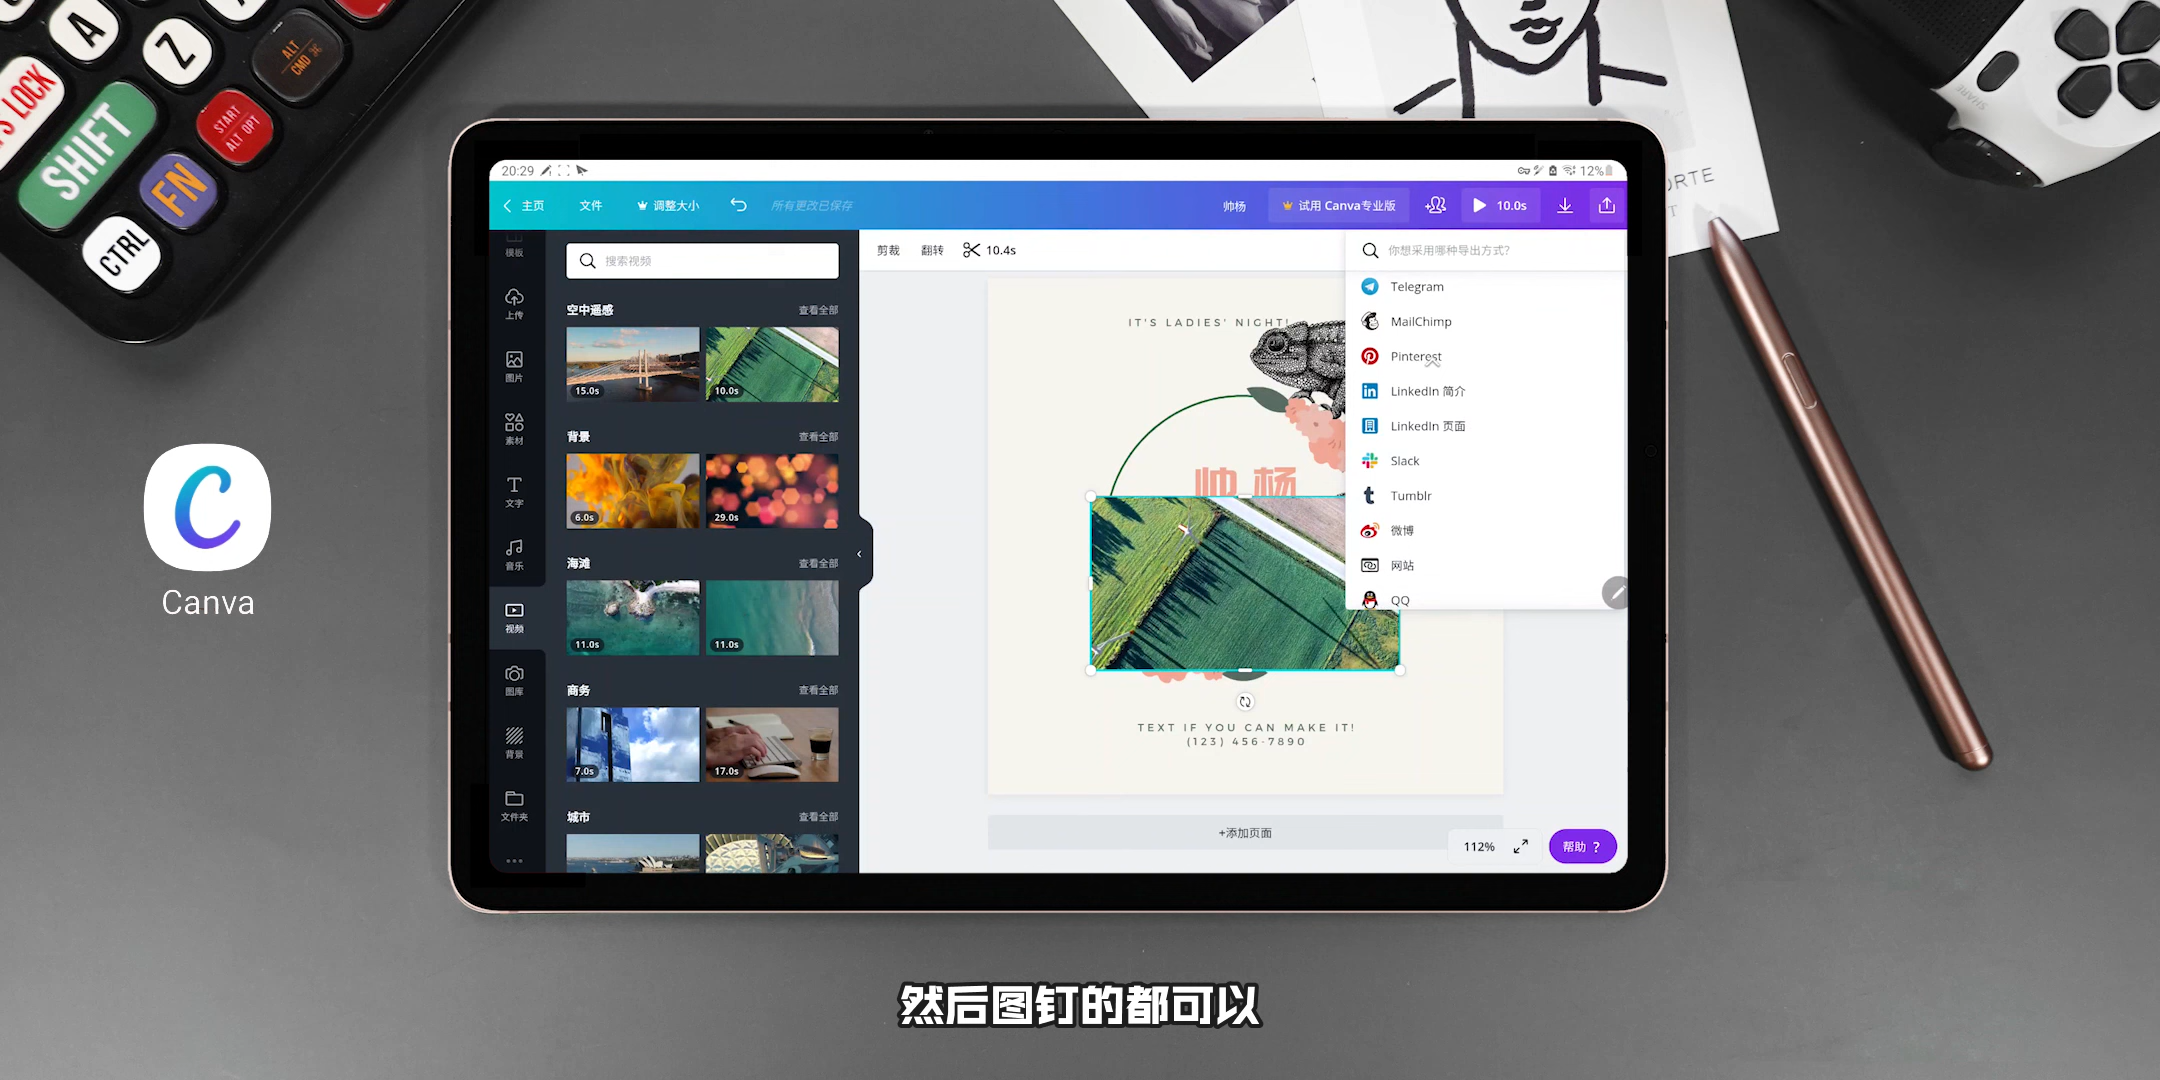 A
Z
ALT
CMD ⌘
S LOCK
SHIFT
START
ALT OPT
FN
CTRL
SHARE
Canva
20:29
12%
主页
文件
调整大小
所有更改已保存
帅杨
试用 Canva专业版
10.0s
模板
上传
图片
素材
文字
音乐
视频
图库
背景
文件夹
搜索视频
空中遥感
查看全部
15.0s
10.0s
背景
查看全部
6.0s
29.0s
海滩
查看全部
11.0s
11.0s
商务
查看全部
7.0s
17.0s
城市
查看全部
剪裁
翻转
10.4s
IT'S LADIES' NIGHT!
帅杨
TEXT IF YOU CAN MAKE IT!
(123) 456-7890
+添加页面
112%
帮助 ?
你想采用哪种导出方式?
Telegram
MailChimp
Pinterest
LinkedIn 简介
LinkedIn 页面
Slack
Tumblr
微博
网站
QQ
然后图钉的都可以